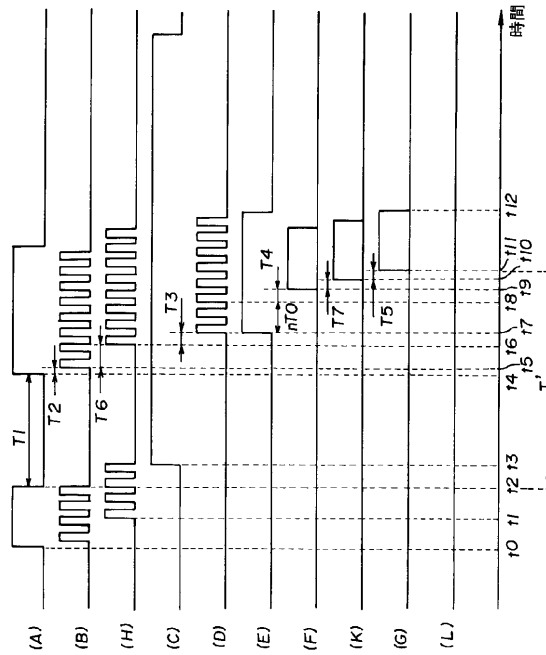 (A)
T1
(B)
T2
(H)
T6
(C)
T3
(D)
(E)
T4
nT0
(F)
(K)
T7
(G)
T5
(L)
t0 t1 t2 t3 t4 t5 t6 t7 t8 t9 t10 t11 t12
時間
T'